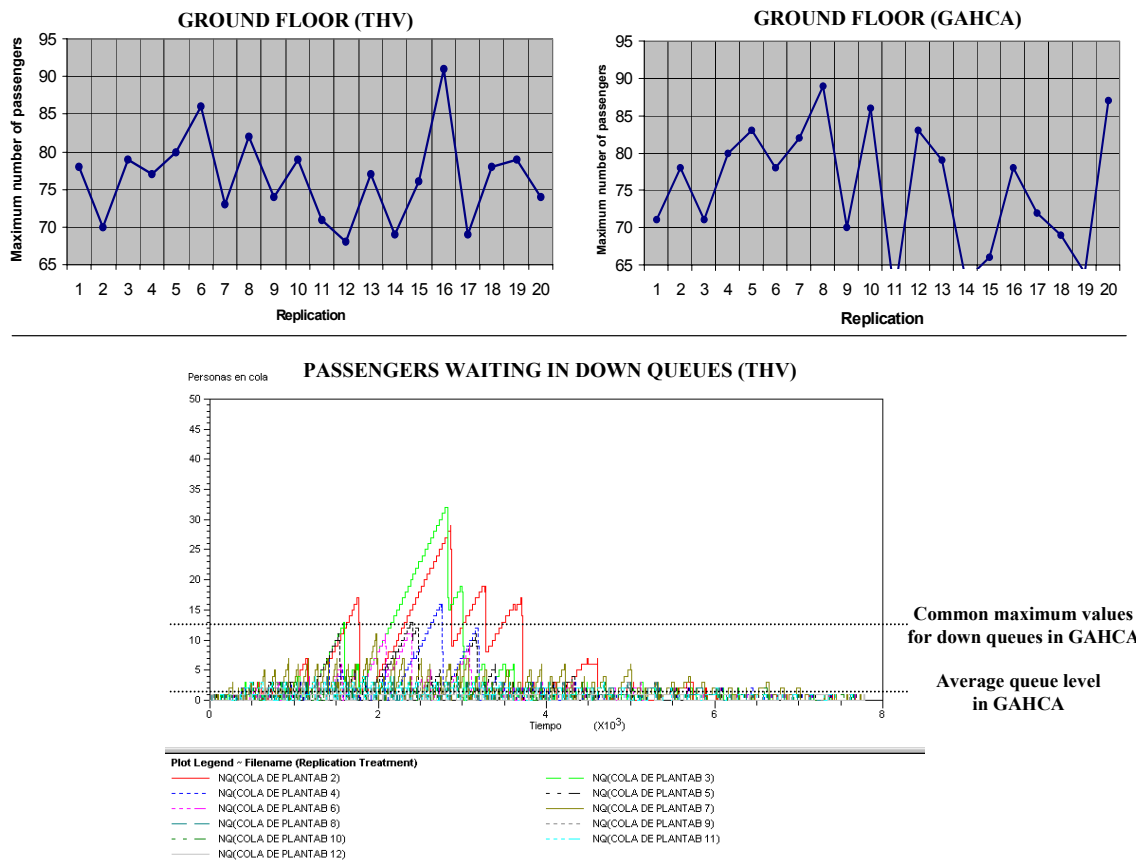 GROUND FLOOR (THV)
Maximum number of passengers
95
90
85
80
75
70
65
1 2 3 4 5 6 7 8 9 10 11 12 13 14 15 16 17 18 19 20
Replication
GROUND FLOOR (GAHCA)
Maximum number of passengers
95
90
85
80
75
70
65
1 2 3 4 5 6 7 8 9 10 11 12 13 14 15 16 17 18 19 20
Replication
PASSENGERS WAITING IN DOWN QUEUES (THV)
Personas en cola
50
45
40
35
30
25
20
15
10
5
0
0 2 4 6 8
Tiempo (X10³)
Common maximum values
for down queues in GAHCA
Average queue level
in GAHCA
Plot Legend ~ Filename (Replication Treatment)
NQ(COLA DE PLANTAB 2) NQ(COLA DE PLANTAB 3)
NQ(COLA DE PLANTAB 4) NQ(COLA DE PLANTAB 5)
NQ(COLA DE PLANTAB 6) NQ(COLA DE PLANTAB 7)
NQ(COLA DE PLANTAB 8) NQ(COLA DE PLANTAB 9)
NQ(COLA DE PLANTAB 10) NQ(COLA DE PLANTAB 11)
NQ(COLA DE PLANTAB 12)